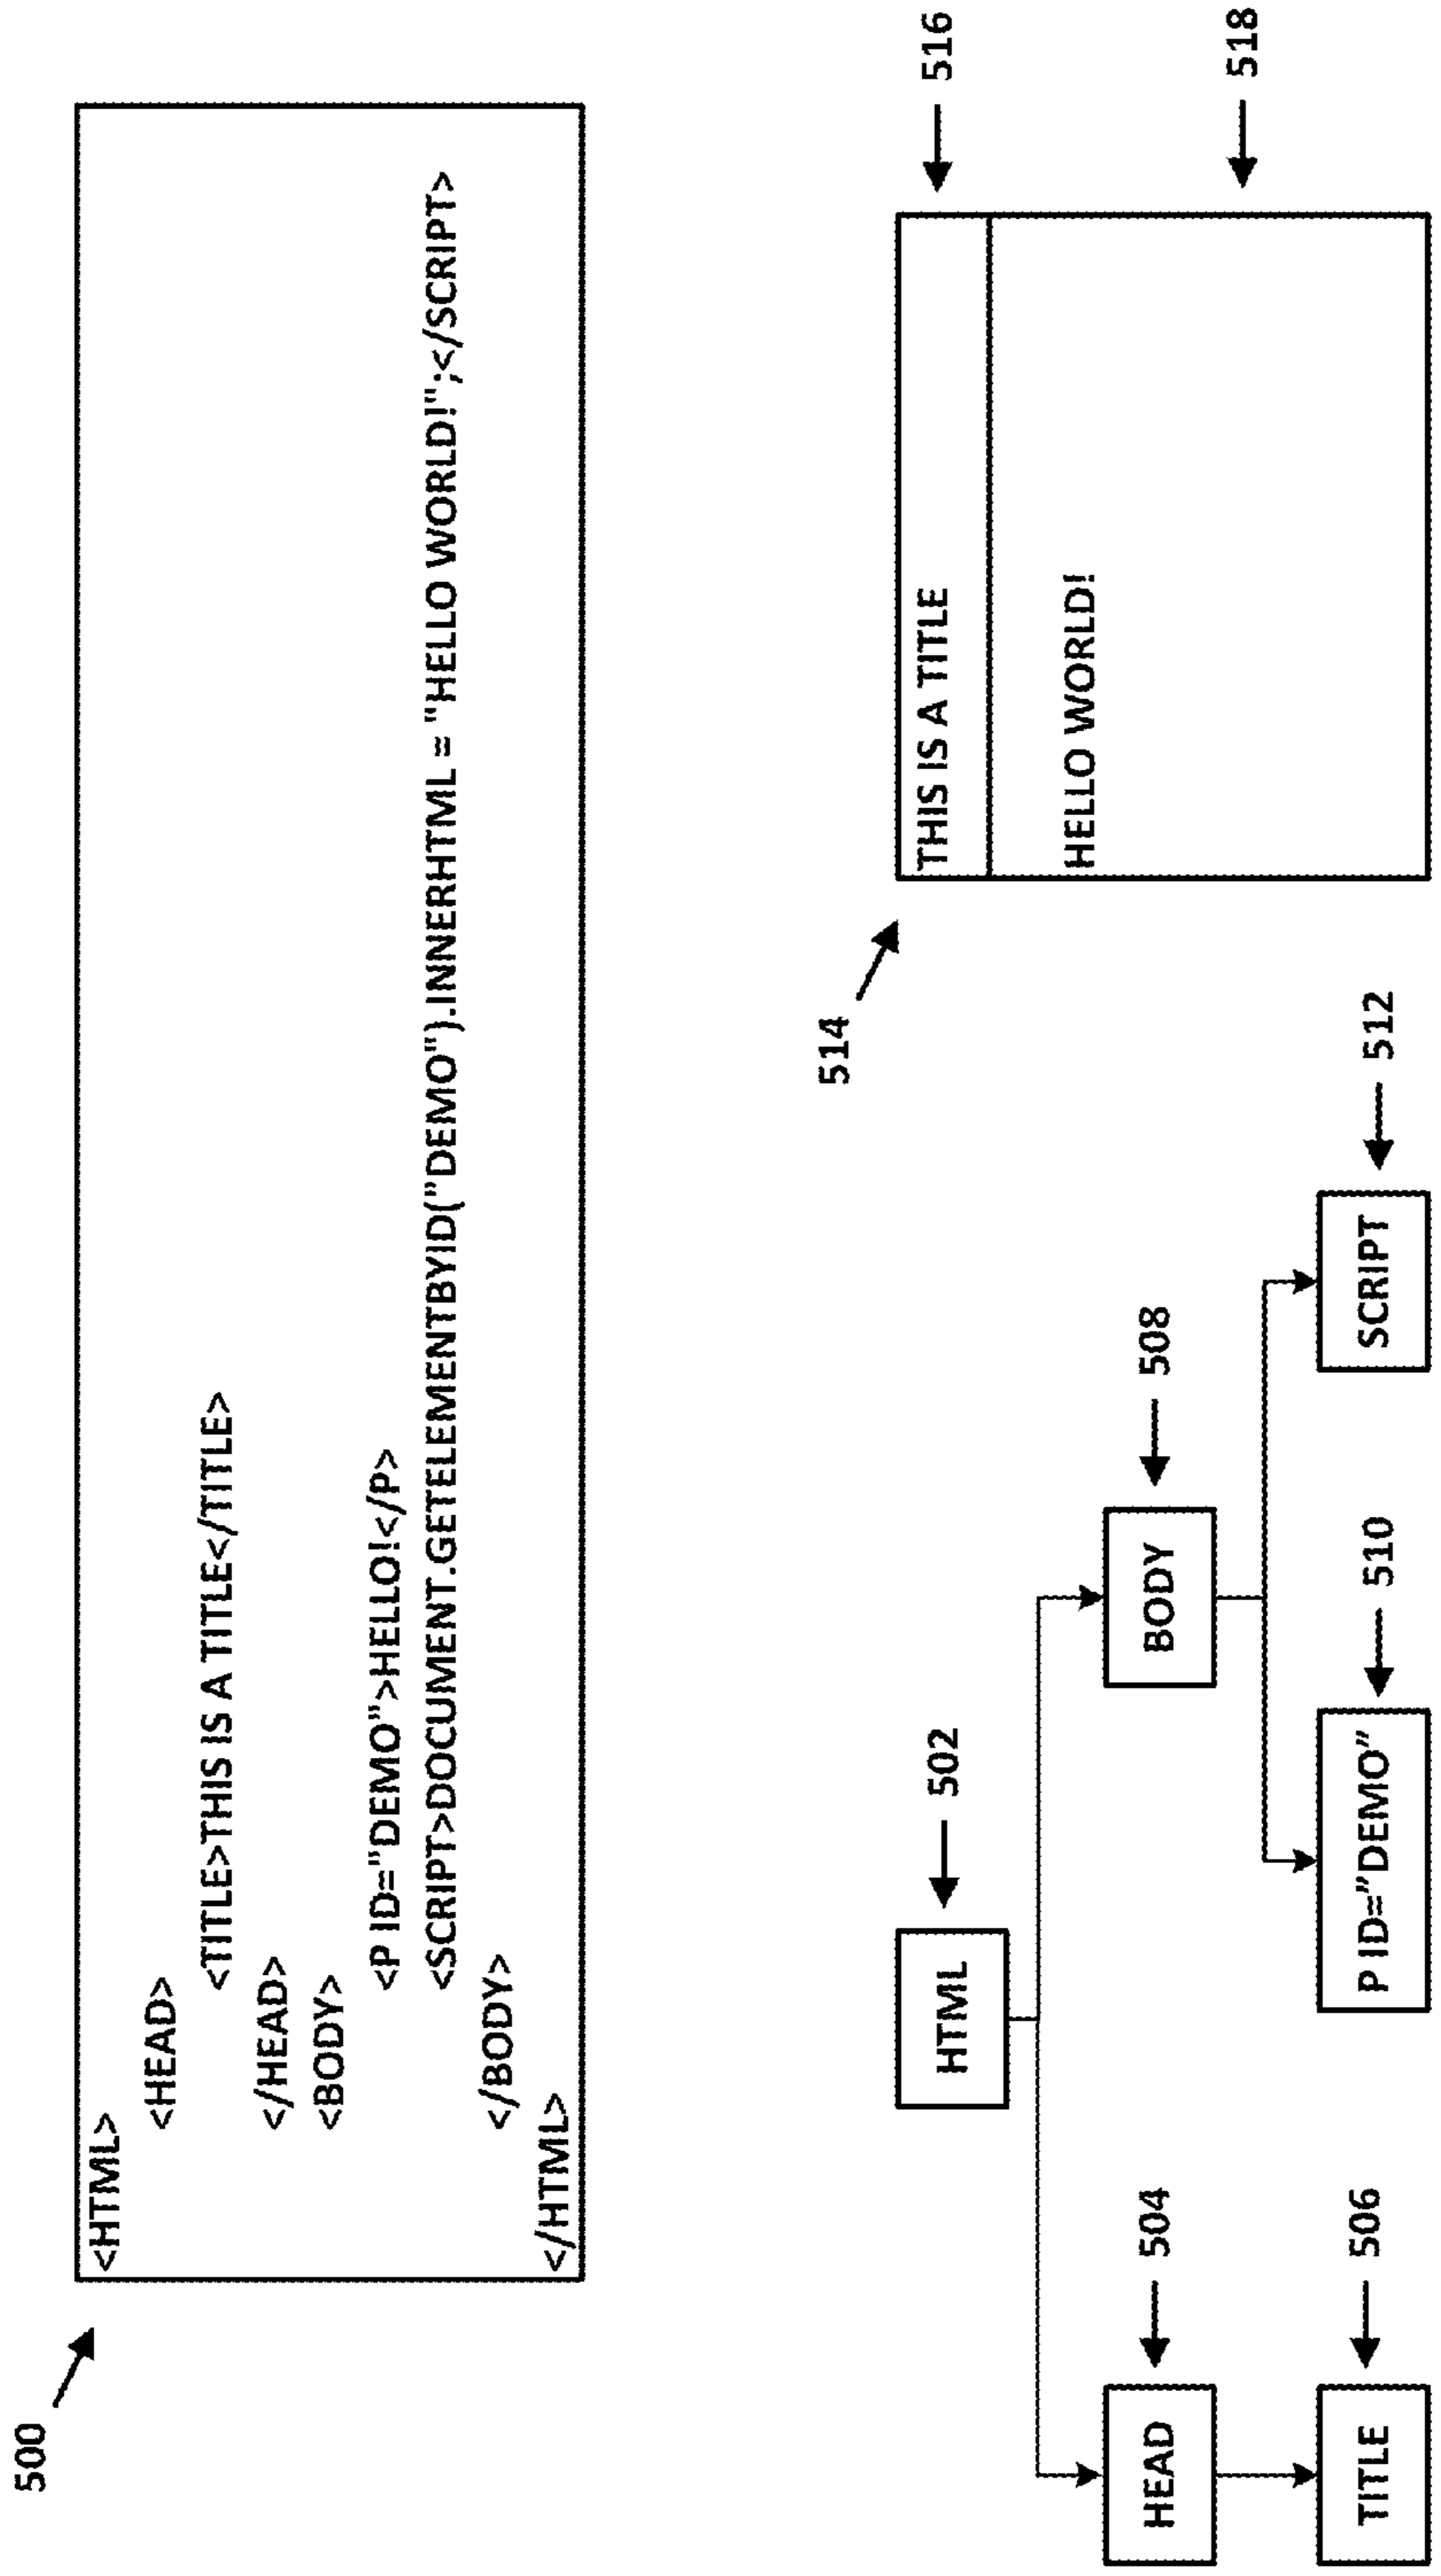 500
<HTML>
<HEAD>
<TITLE>THIS IS A TITLE</TITLE>
</HEAD>
<BODY>
<P ID="DEMO">HELLO!</P>
<SCRIPT>DOCUMENT.GETELEMENTBYID("DEMO").INNERHTML = "HELLO WORLD!";</SCRIPT>
</BODY>
</HTML>
HTML
502
HEAD
504
BODY
508
TITLE
506
P ID="DEMO"
510
SCRIPT
512
514
THIS IS A TITLE
516
HELLO WORLD!
518